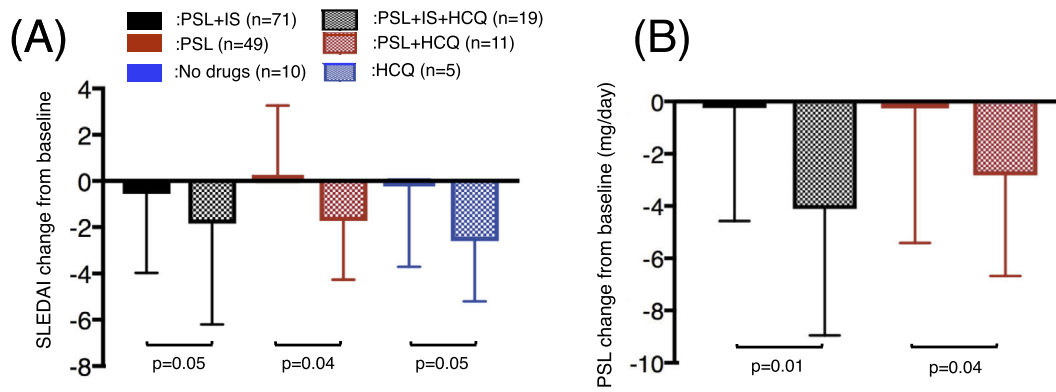 (A)
:PSL+IS (n=71)
:PSL+IS+HCQ (n=19)
:PSL (n=49)
:PSL+HCQ (n=11)
:No drugs (n=10)
:HCQ (n=5)
SLEDAI change from baseline
4
2
0
-2
-4
-6
-8
p=0.05
p=0.04
p=0.05
(B)
PSL change from baseline (mg/day)
0
-2
-4
-6
-8
-10
p=0.01
p=0.04